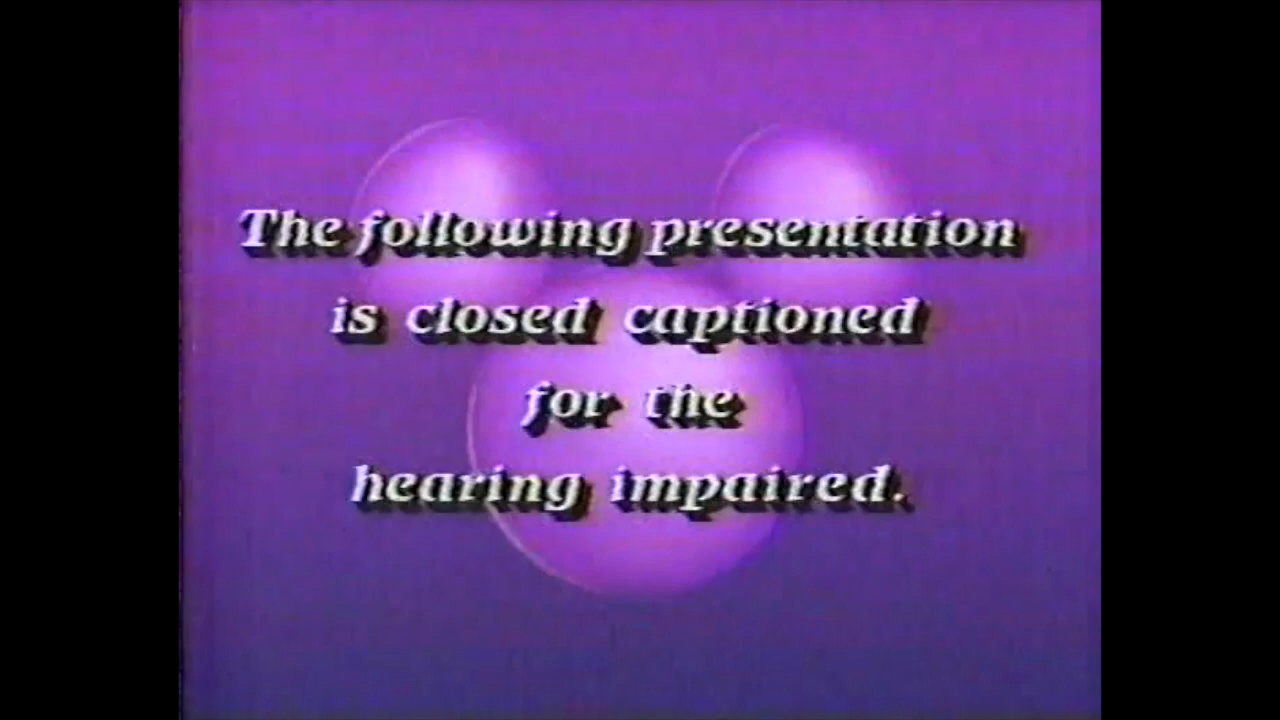 The following presentation
is closed captioned
for the
hearing impaired.